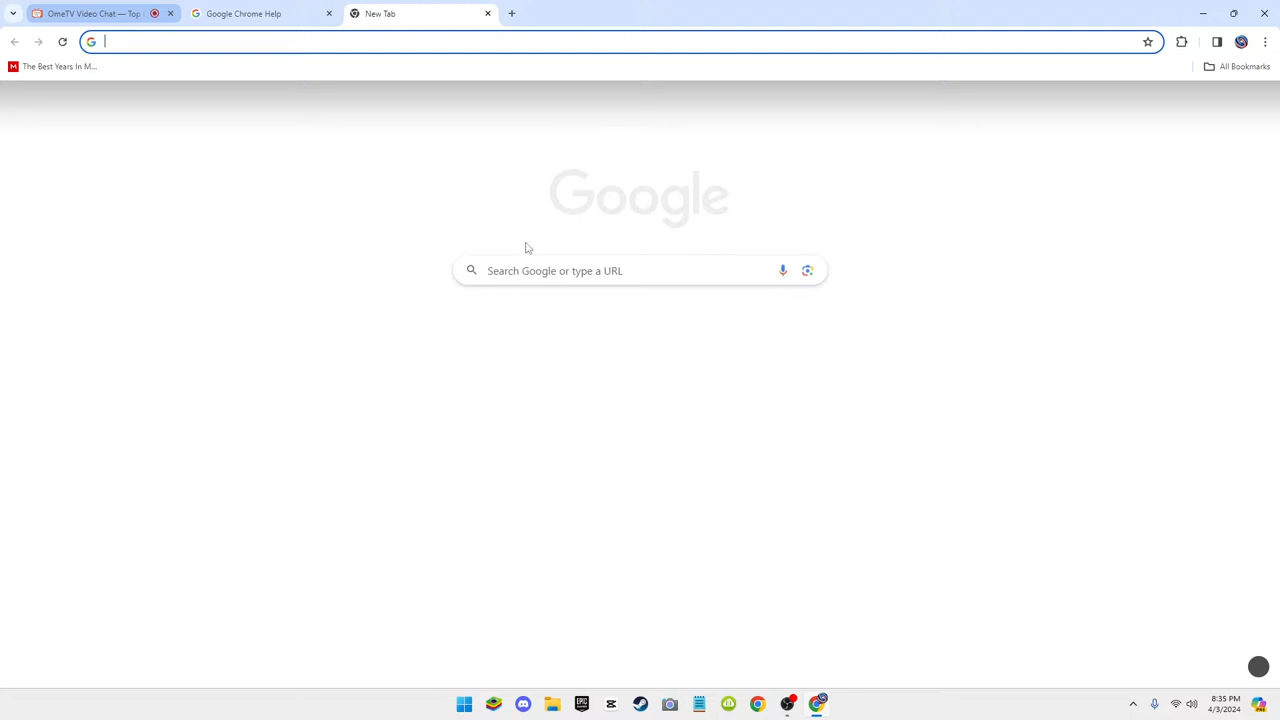 OmeTV Video Chat — Top
Google Chrome Help
New Tab
The Best Years In M...
All Bookmarks
Google
Search Google or type a URL
EPIC
8:35 PM
4/3/2024